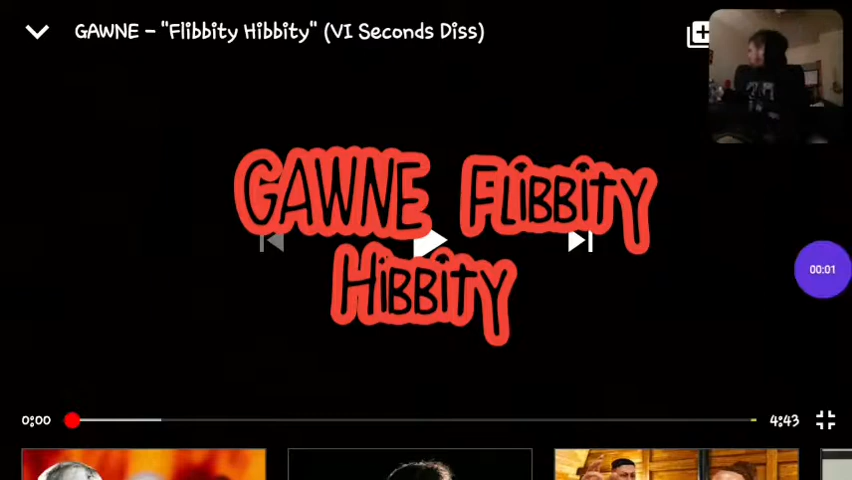 GAWNE – "Flibbity Hibbity" (VI Seconds Diss)
GAWNE Flibbity
Hibbity
00:01
0:00
4:43